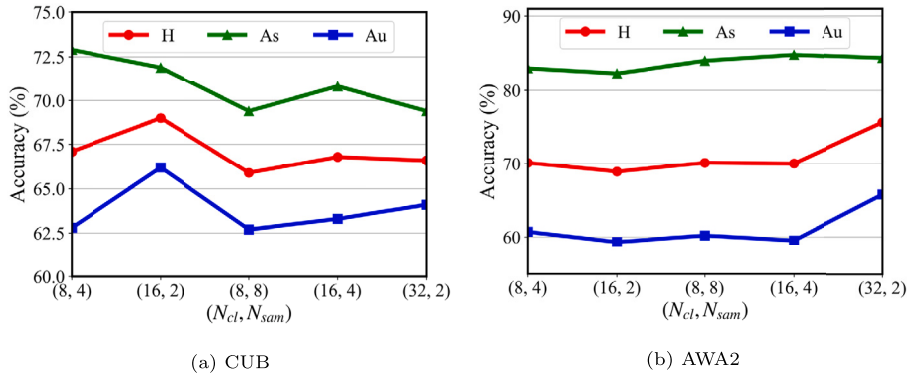 75.0
72.5
70.0
67.5
65.0
62.5
60.0
Accuracy (%)
H As Au
(8, 4) (16, 2) (8, 8) (16, 4) (32, 2)
(N_cl, N_sam)
(a) CUB
90
80
70
60
Accuracy (%)
H As Au
(8, 4) (16, 2) (8, 8) (16, 4) (32, 2)
(N_cl, N_sam)
(b) AWA2